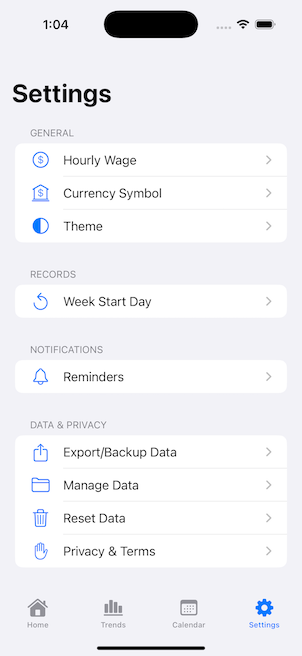 1:04
Settings
GENERAL
Hourly Wage
Currency Symbol
Theme
RECORDS
Week Start Day
NOTIFICATIONS
Reminders
DATA & PRIVACY
Export/Backup Data
Manage Data
Reset Data
Privacy & Terms
Home Trends Calendar Settings